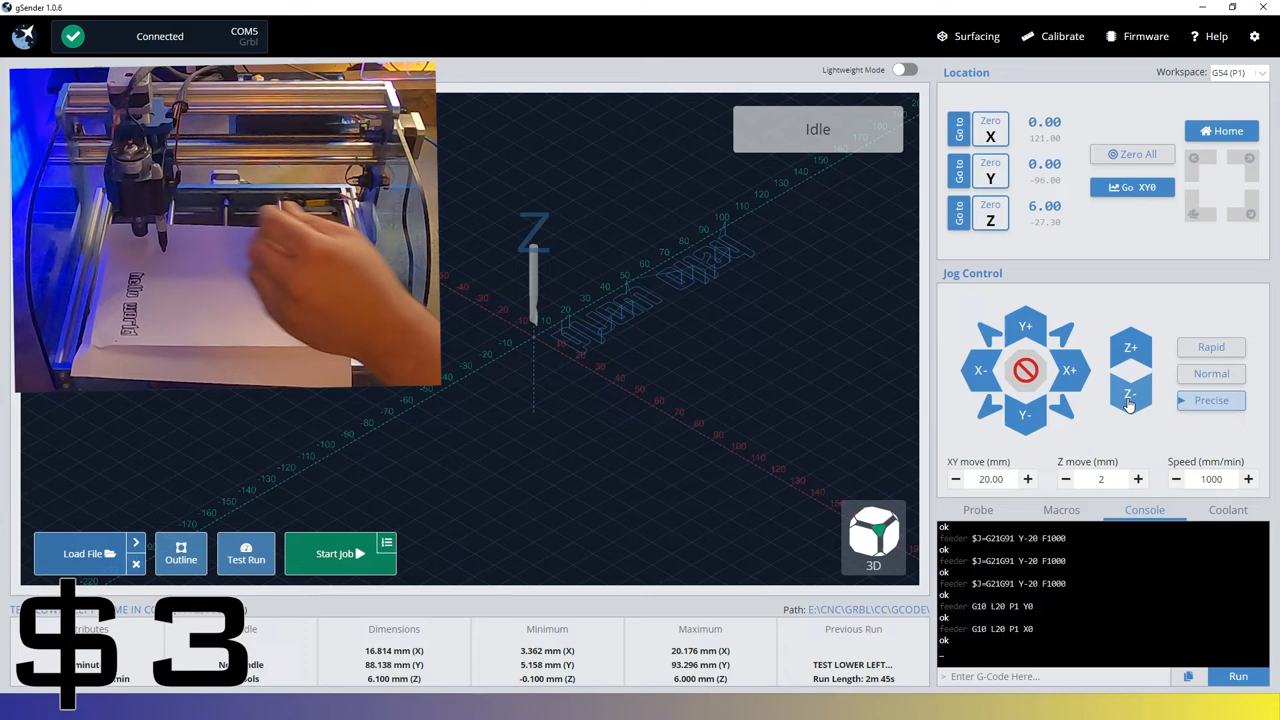 gSender 1.0.6
Connected
COM5
Grbl
Surfacing
Calibrate
Firmware
Help
Lightweight Mode
Idle
hello world
Z
Location
Workspace:
G54 (P1)
Go to
Zero
X
0.00
121.00
Go to
Zero
Y
0.00
-96.00
Go to
Zero
Z
6.00
-27.30
Home
Zero All
Go XY0
Jog Control
Y+
X-
X+
Y-
Z+
Z-
Rapid
Normal
Precise
XY move (mm)
20.00
Z move (mm)
2
Speed (mm/min)
1000
Probe
Macros
Console
Coolant
ok
feeder $J=G21G91 Y-20 F1000
ok
feeder $J=G21G91 Y-20 F1000
ok
feeder $J=G21G91 Y-20 F1000
ok
feeder G10 L20 P1 Y0
ok
feeder G10 L20 P1 X0
ok
Enter G-Code Here...
Run
Load File
Outline
Test Run
Start Job
3D
Path: E:\CNC\GRBL\CC\GCODE\
$3
Dimensions
16.814 mm (X)
88.138 mm (Y)
6.100 mm (Z)
Minimum
3.362 mm (X)
5.158 mm (Y)
-0.100 mm (Z)
Maximum
20.176 mm (X)
93.296 mm (Y)
6.000 mm (Z)
Previous Run
TEST LOWER LEFT...
Run Length: 2m 45s